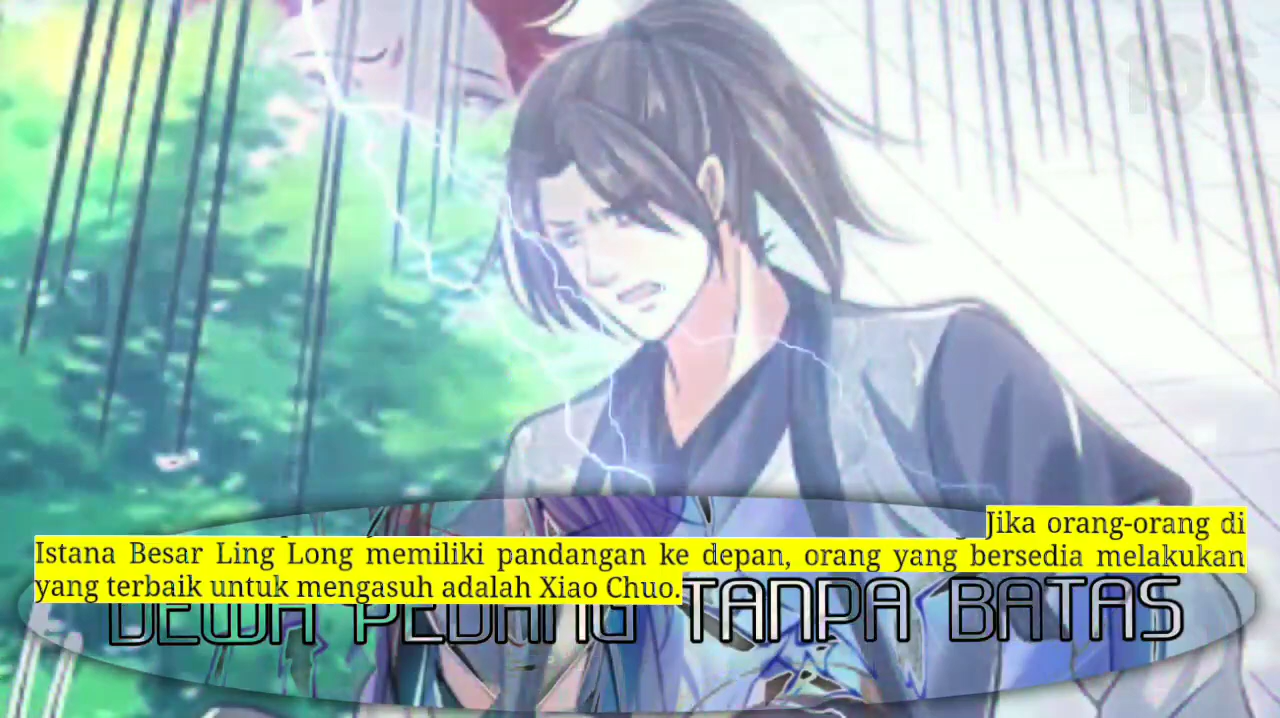 196
Jika orang-orang di
Istana Besar Ling Long memiliki pandangan ke depan, orang yang bersedia melakukan
yang terbaik untuk mengasuh adalah Xiao Chuo.
DEWA PEDANG TANPA BATAS